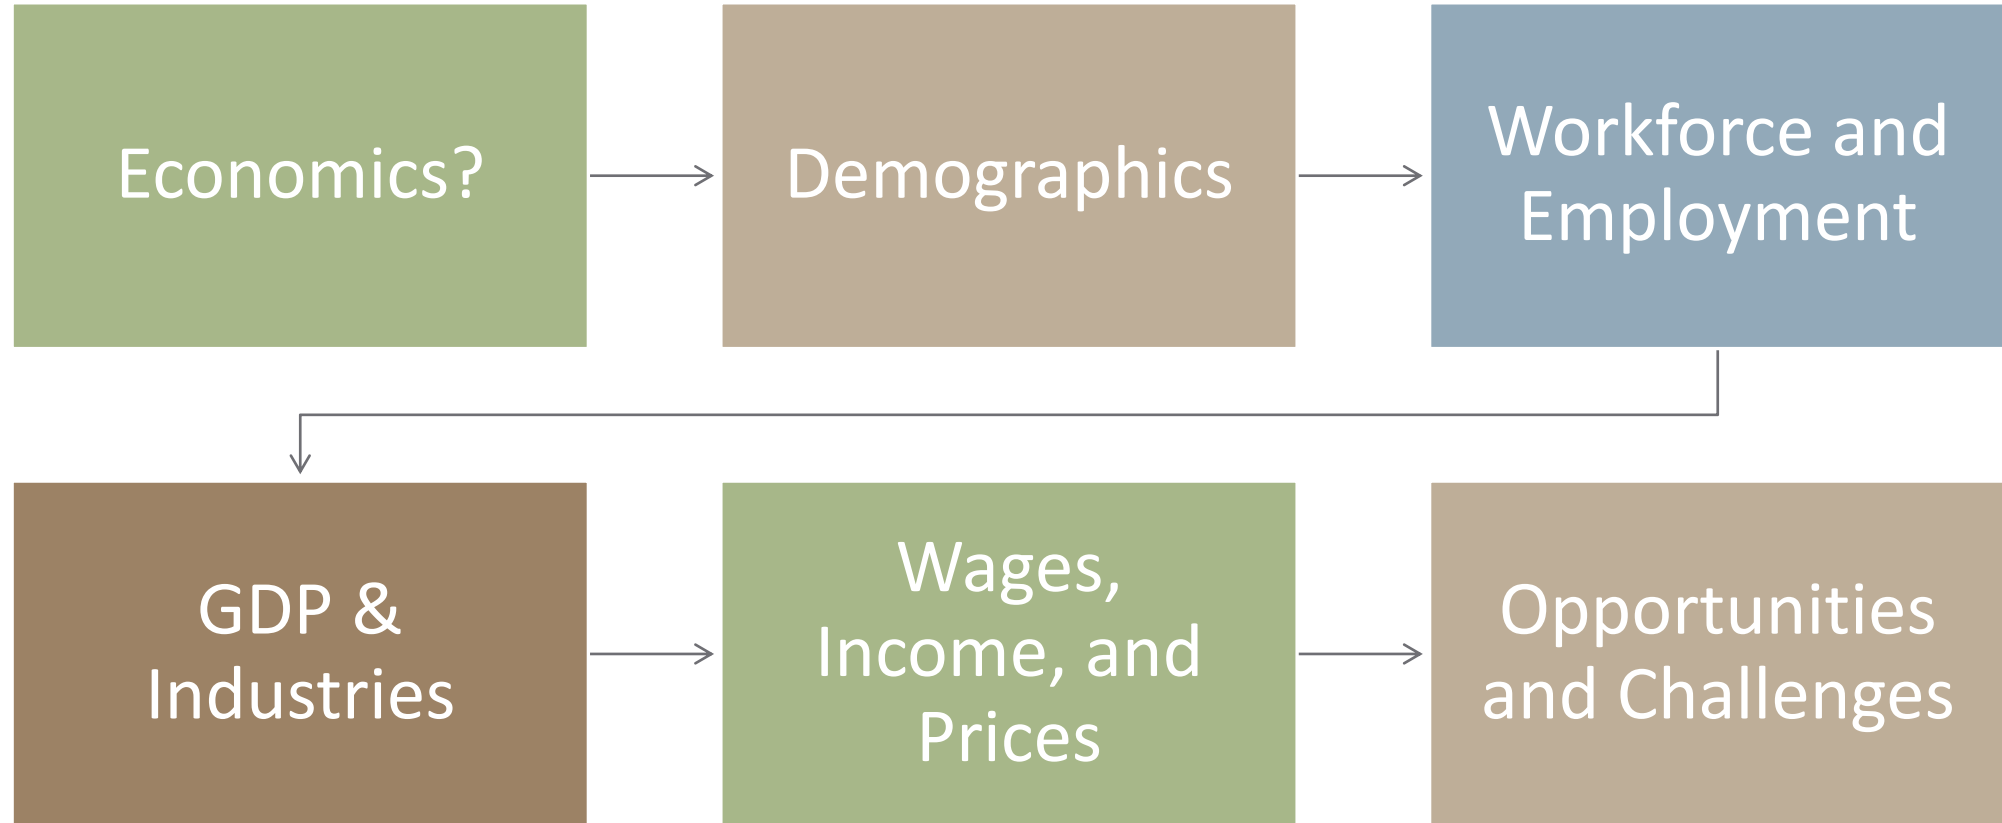 Economics?
Demographics
Workforce and
Employment
GDP &
Industries
Wages,
Income, and
Prices
Opportunities
and Challenges